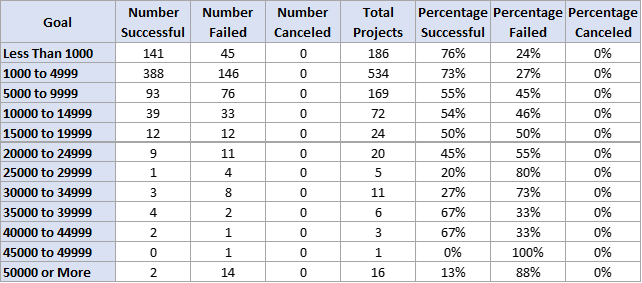 Goal Number Successful Number Failed Number Canceled Total Projects Percentage Successful Percentage Failed Percentage Canceled
Less Than 1000 141 45 0 186 76% 24% 0%
1000 to 4999 388 146 0 534 73% 27% 0%
5000 to 9999 93 76 0 169 55% 45% 0%
10000 to 14999 39 33 0 72 54% 46% 0%
15000 to 19999 12 12 0 24 50% 50% 0%
20000 to 24999 9 11 0 20 45% 55% 0%
25000 to 29999 1 4 0 5 20% 80% 0%
30000 to 34999 3 8 0 11 27% 73% 0%
35000 to 39999 4 2 0 6 67% 33% 0%
40000 to 44999 2 1 0 3 67% 33% 0%
45000 to 49999 0 1 0 1 0% 100% 0%
50000 or More 2 14 0 16 13% 88% 0%